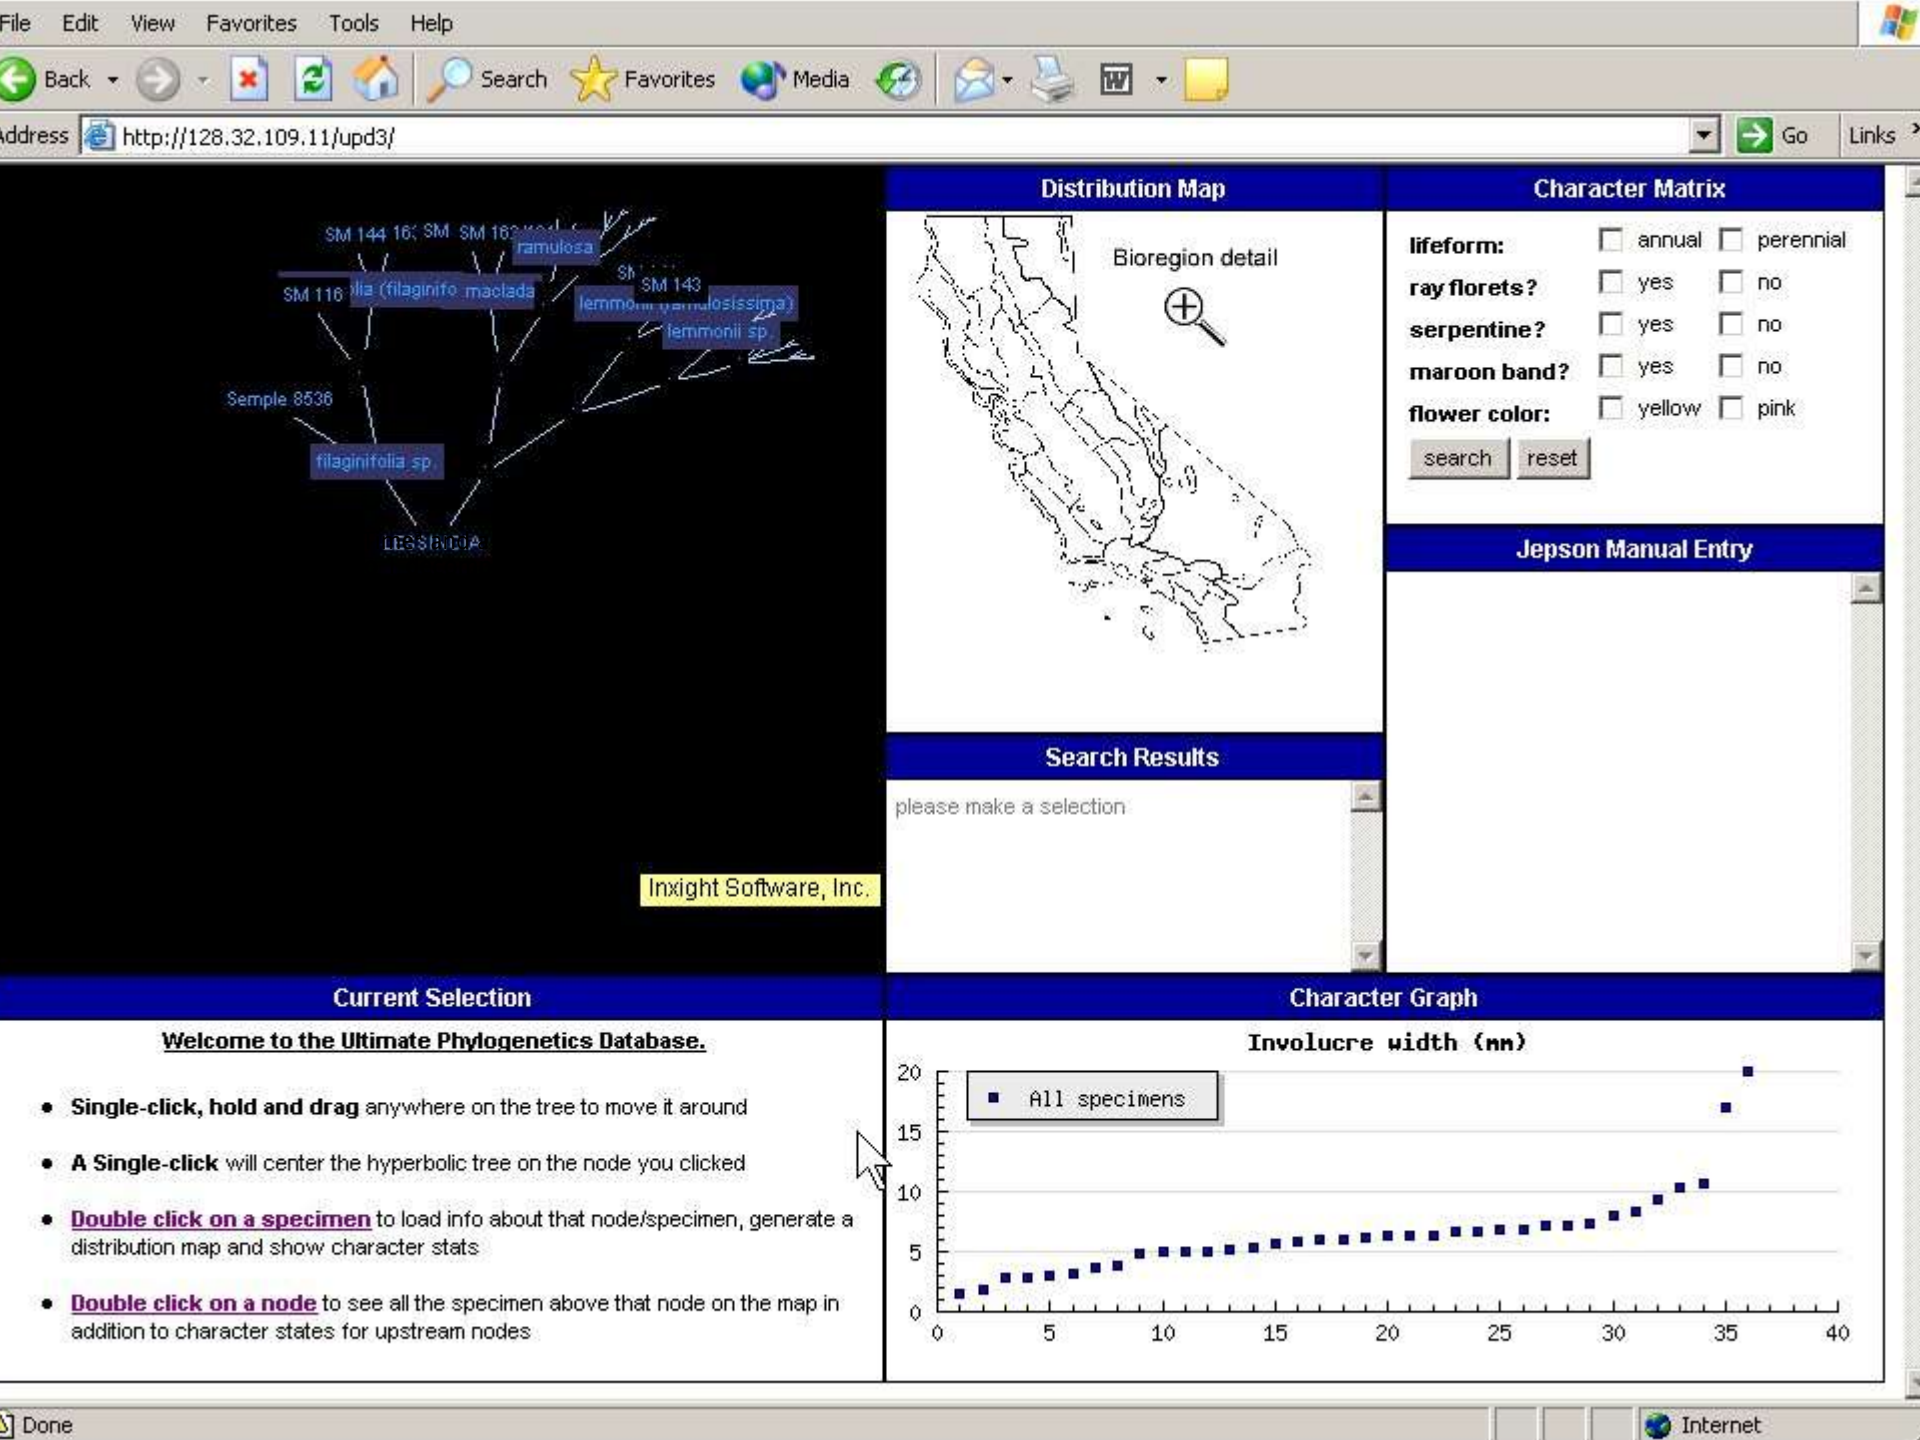 File Edit View Favorites Tools Help
Back Search Favorites Media
Address http://128.32.109.11/upd3/ Go Links
SM 144 SM SM
ramulosa
SM 116 maclada
SM 143
lemmonii sp.
Semple 8536
filaginifolia sp.
LESSINGIA
Inxight Software, Inc.
Distribution Map
Bioregion detail
Search Results
please make a selection
Character Matrix
lifeform: annual perennial
ray florets? yes no
serpentine? yes no
maroon band? yes no
flower color: yellow pink
search reset
Jepson Manual Entry
Current Selection
Welcome to the Ultimate Phylogenetics Database.
Single-click, hold and drag anywhere on the tree to move it around
A Single-click will center the hyperbolic tree on the node you clicked
Double click on a specimen to load info about that node/specimen, generate a
distribution map and show character stats
Double click on a node to see all the specimen above that node on the map in
addition to character states for upstream nodes
Character Graph
Involucre width (mm)
All specimens
20
15
10
5
0
0 5 10 15 20 25 30 35 40
Done Internet